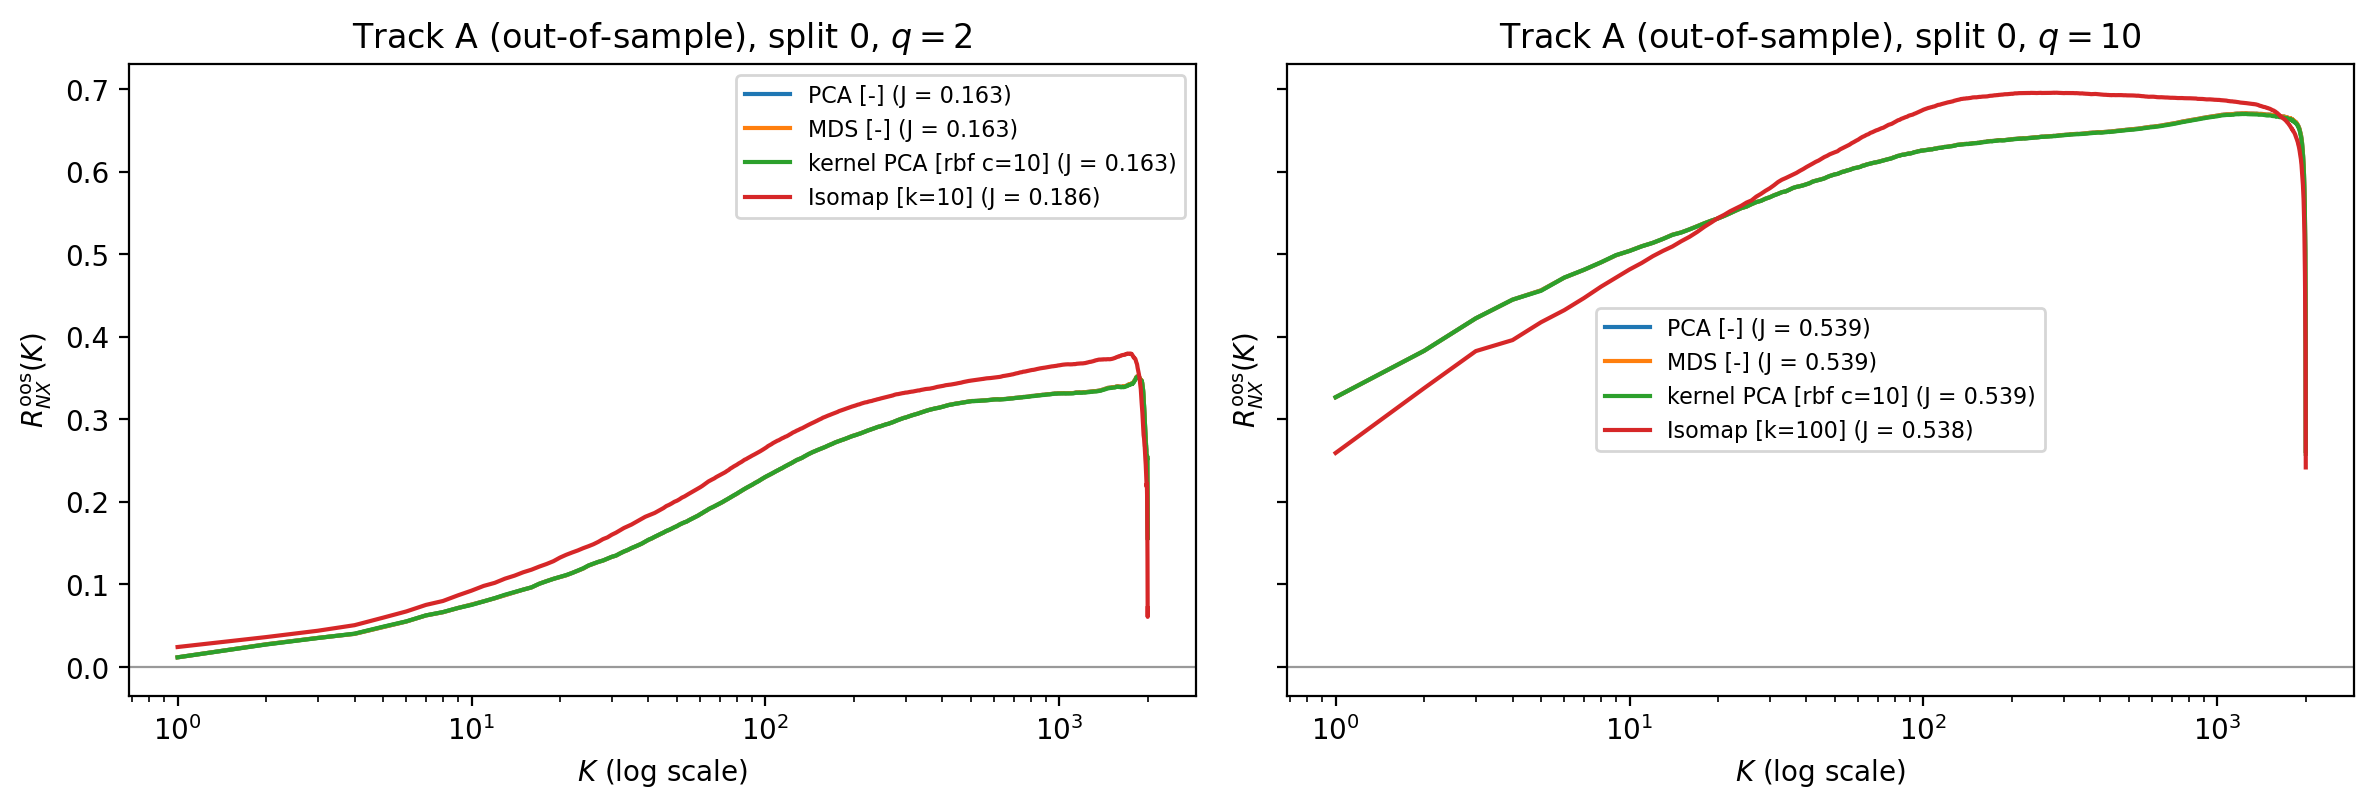 Track A (out-of-sample), split 0, q = 2
0.7
0.6
0.5
0.4
0.3
0.2
0.1
0.0
R_{NX}^{oos}(K)
PCA [-] (J = 0.163)
MDS [-] (J = 0.163)
kernel PCA [rbf c=10] (J = 0.163)
Isomap [k=10] (J = 0.186)
10^0
10^1
10^2
10^3
K (log scale)
Track A (out-of-sample), split 0, q = 10
R_{NX}^{oos}(K)
PCA [-] (J = 0.539)
MDS [-] (J = 0.539)
kernel PCA [rbf c=10] (J = 0.539)
Isomap [k=100] (J = 0.538)
10^0
10^1
10^2
10^3
K (log scale)